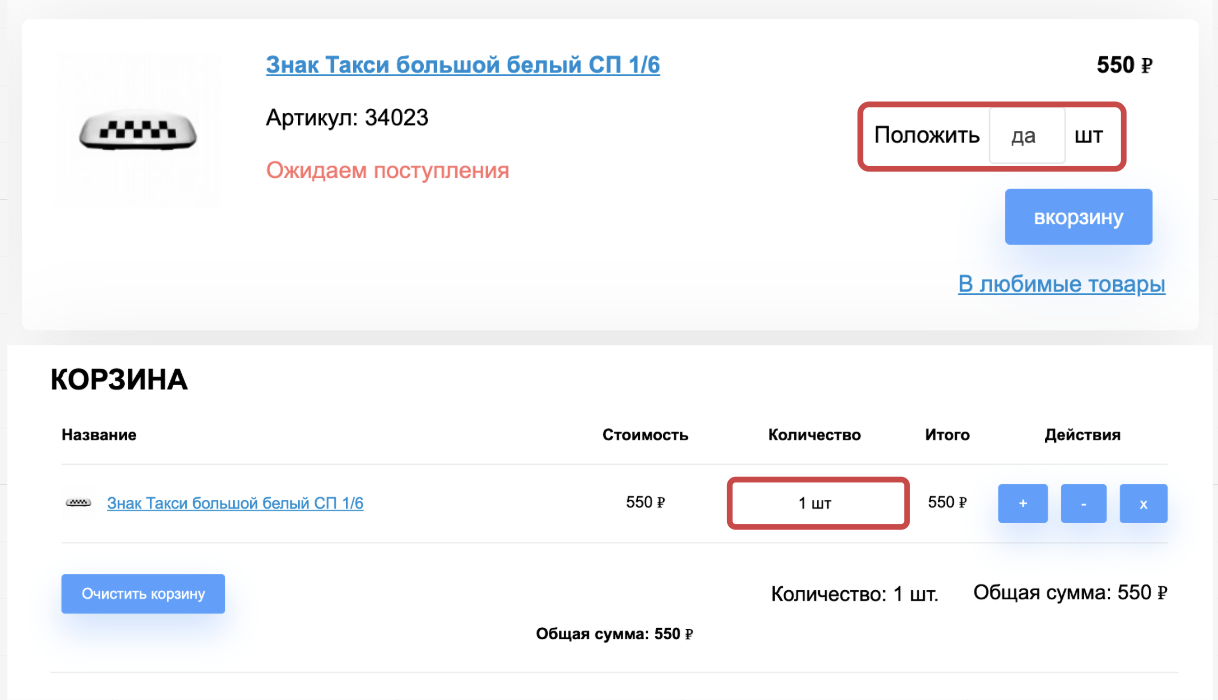 Знак Такси большой белый СП 1/6
550 ₽
Артикул: 34023
Положить да шт
Ожидаем поступления
вкорзину
В любимые товары
КОРЗИНА
Название Стоимость Количество Итого Действия
Знак Такси большой белый СП 1/6 550 ₽ 1 шт 550 ₽ + - x
Очистить корзину Количество: 1 шт. Общая сумма: 550 ₽
Общая сумма: 550 ₽